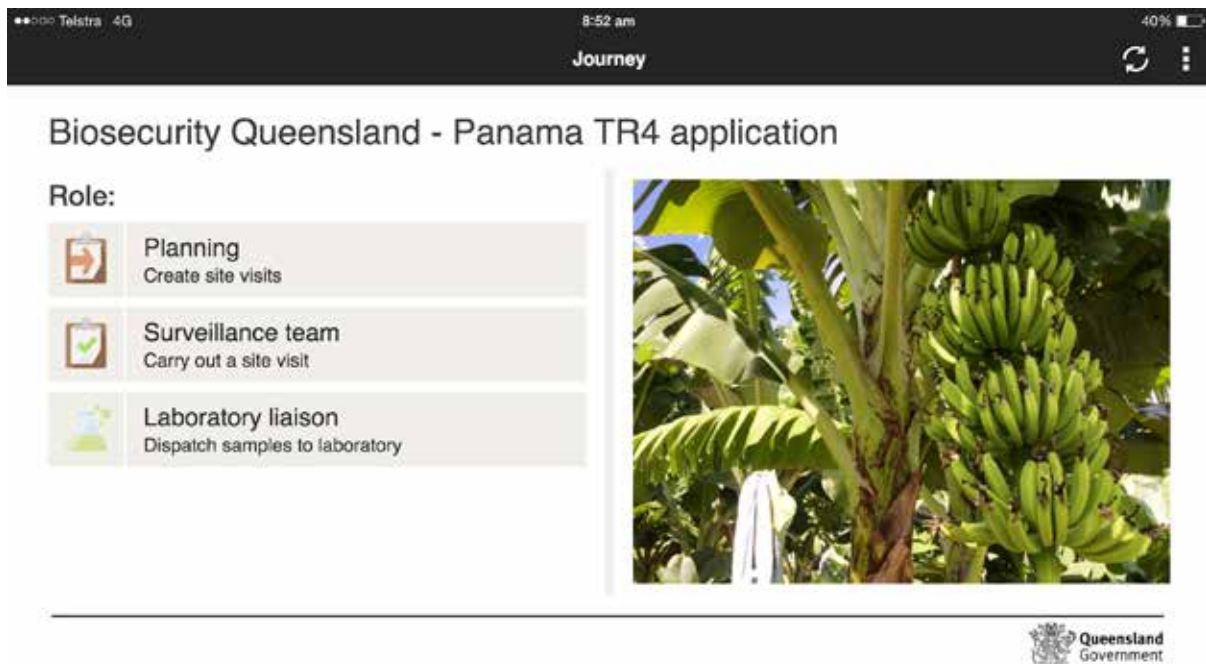 Telstra 4G
8:52 am
40%
Journey
Biosecurity Queensland - Panama TR4 application
Role:
Planning
Create site visits
Surveillance team
Carry out a site visit
Laboratory liaison
Dispatch samples to laboratory
Queensland
Government